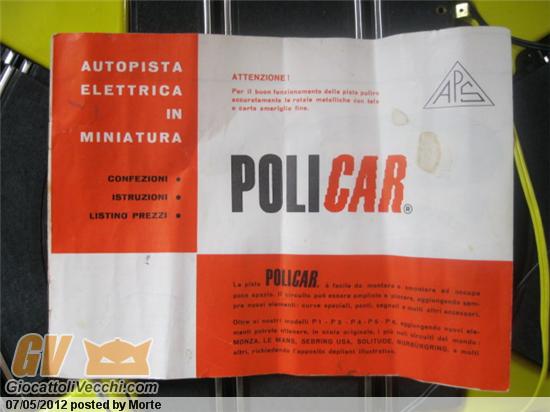 AUTOPISTA
ELETTRICA
IN
MINIATURA
CONFEZIONI •
ISTRUZIONI •
LISTINO PREZZI •
ATTENZIONE!
Per il buon funzionamento della pista pulire
accuratamente le rotaie metalliche con tela
o carta smeriglio fine.
APS
POLICAR®
La pista POLICAR. è facile da montare e smontare ed occupa
poco spazio. Il circuito può essere ampliato a piacere, aggiungendo sem-
pre nuovi elementi: curve speciali, ponti, segnali e molti altri accessori.
Oltre ai nostri modelli P1 - P3 - P4 - P5 - P6, aggiungendo nuovi ele-
menti potrete ottenere, in scala originale, i più noti circuiti del mondo:
MONZA, LE MANS, SEBRING USA, SOLITUDE, NURBURGRING, e molti
altri, richiedendo l'apposito depliant illustrativo.
GV
GiocattoliVecchi.com
07/05/2012 posted by Morte